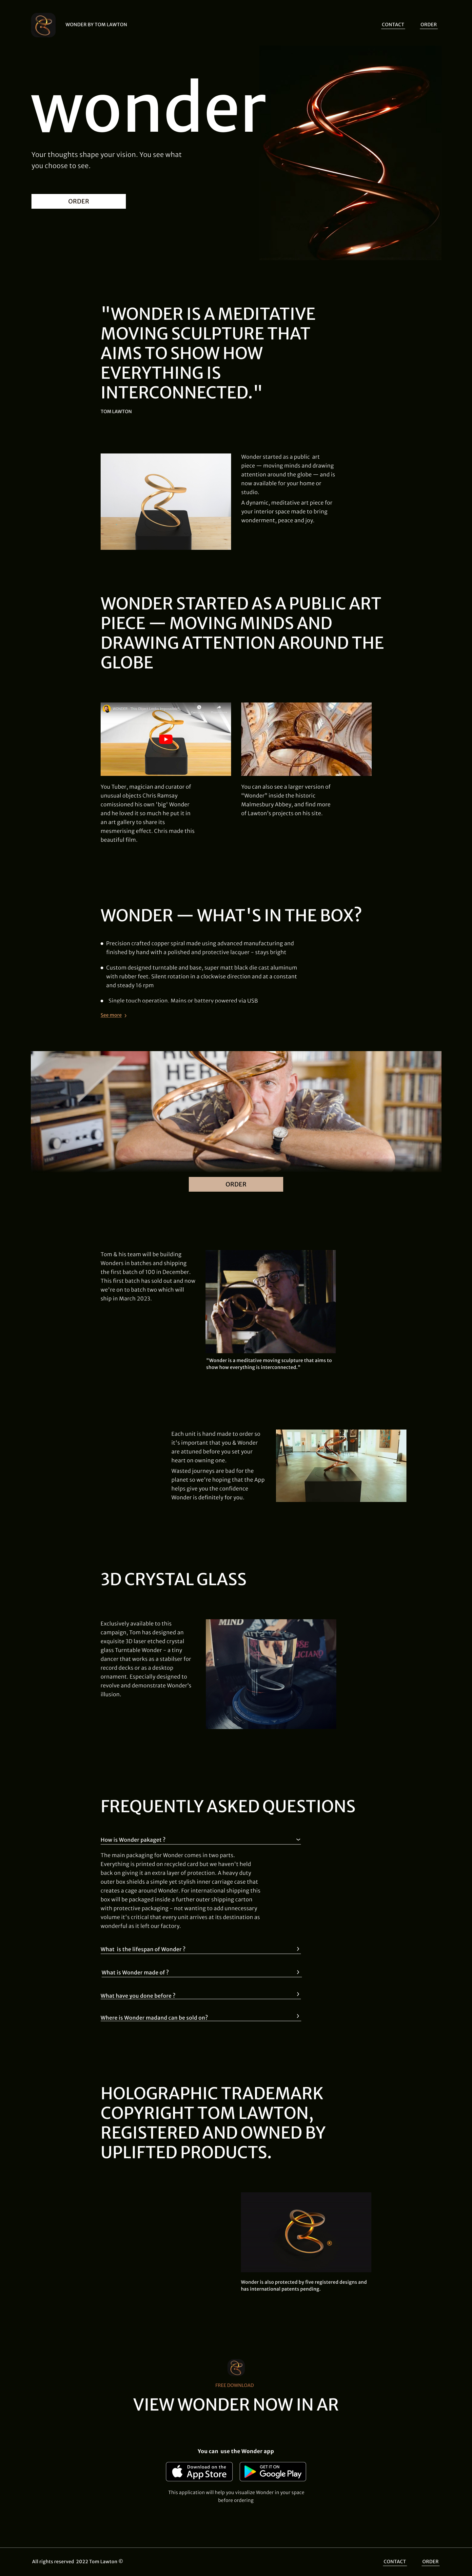 WONDER BY TOM LAWTON
CONTACT
ORDER
wonder
Your thoughts shape your vision. You see what
you choose to see.
ORDER
"WONDER IS A MEDITATIVE
MOVING SCULPTURE THAT
AIMS TO SHOW HOW
EVERYTHING IS
INTERCONNECTED."
TOM LAWTON
Wonder started as a public art
piece — moving minds and drawing
attention around the globe — and is
now available for your home or
studio.
A dynamic, meditative art piece for
your interior space made to bring
wonderment, peace and joy.
WONDER STARTED AS A PUBLIC ART
PIECE — MOVING MINDS AND
DRAWING ATTENTION AROUND THE
GLOBE
You Tuber, magician and curator of
unusual objects Chris Ramsay
comissioned his own 'big' Wonder
and he loved it so much he put it in
an art gallery to share its
mesmerising effect. Chris made this
beautiful film.
You can also see a larger version of
"Wonder" inside the historic
Malmesbury Abbey, and find more
of Lawton's projects on his site.
WONDER — WHAT'S IN THE BOX?
Precision crafted copper spiral made using advanced manufacturing and
finished by hand with a polished and protective lacquer - stays bright
Custom designed turntable and base, super matt black die cast aluminum
with rubber feet. Silent rotation in a clockwise direction and at a constant
and steady 16 rpm
Single touch operation. Mains or battery powered via USB
See more
ORDER
Tom & his team will be building
Wonders in batches and shipping
the first batch of 100 in December.
This first batch has sold out and now
we're on to batch two which will
ship in March 2023.
"Wonder is a meditative moving sculpture that aims to
show how everything is interconnected."
Each unit is hand made to order so
it's important that you & Wonder
are attuned before you set your
heart on owning one.
Wasted journeys are bad for the
planet so we're hoping that the App
helps give you the confidence
Wonder is definitely for you.
3D CRYSTAL GLASS
Exclusively available to this
campaign, Tom has designed an
exquisite 3D laser etched crystal
glass Turntable Wonder - a tiny
dancer that works as a stabilser for
record decks or as a desktop
ornament. Especially designed to
revolve and demonstrate Wonder's
illusion.
MIND
FREQUENTLY ASKED QUESTIONS
How is Wonder pakaget ?
The main packaging for Wonder comes in two parts.
Everything is printed on recycled card but we haven't held
back on giving it an extra layer of protection. A heavy duty
outer box shields a simple yet stylish inner carriage case that
creates a cage around Wonder. For international shipping this
box will be packaged inside a further outer shipping carton
with protective packaging - not wanting to add unnecessary
volume it's critical that every unit arrives at its destination as
wonderful as it left our factory.
What is the lifespan of Wonder ?
What is Wonder made of ?
What have you done before ?
Where is Wonder madand can be sold on?
HOLOGRAPHIC TRADEMARK
COPYRIGHT TOM LAWTON,
REGISTERED AND OWNED BY
UPLIFTED PRODUCTS.
®
Wonder is also protected by five registered designs and
has international patents pending.
FREE DOWNLOAD
VIEW WONDER NOW IN AR
You can use the Wonder app
Download on the
App Store
GET IT ON
Google Play
This application will help you visualize Wonder in your space
before ordering
All rights reserved 2022 Tom Lawton ©
CONTACT
ORDER